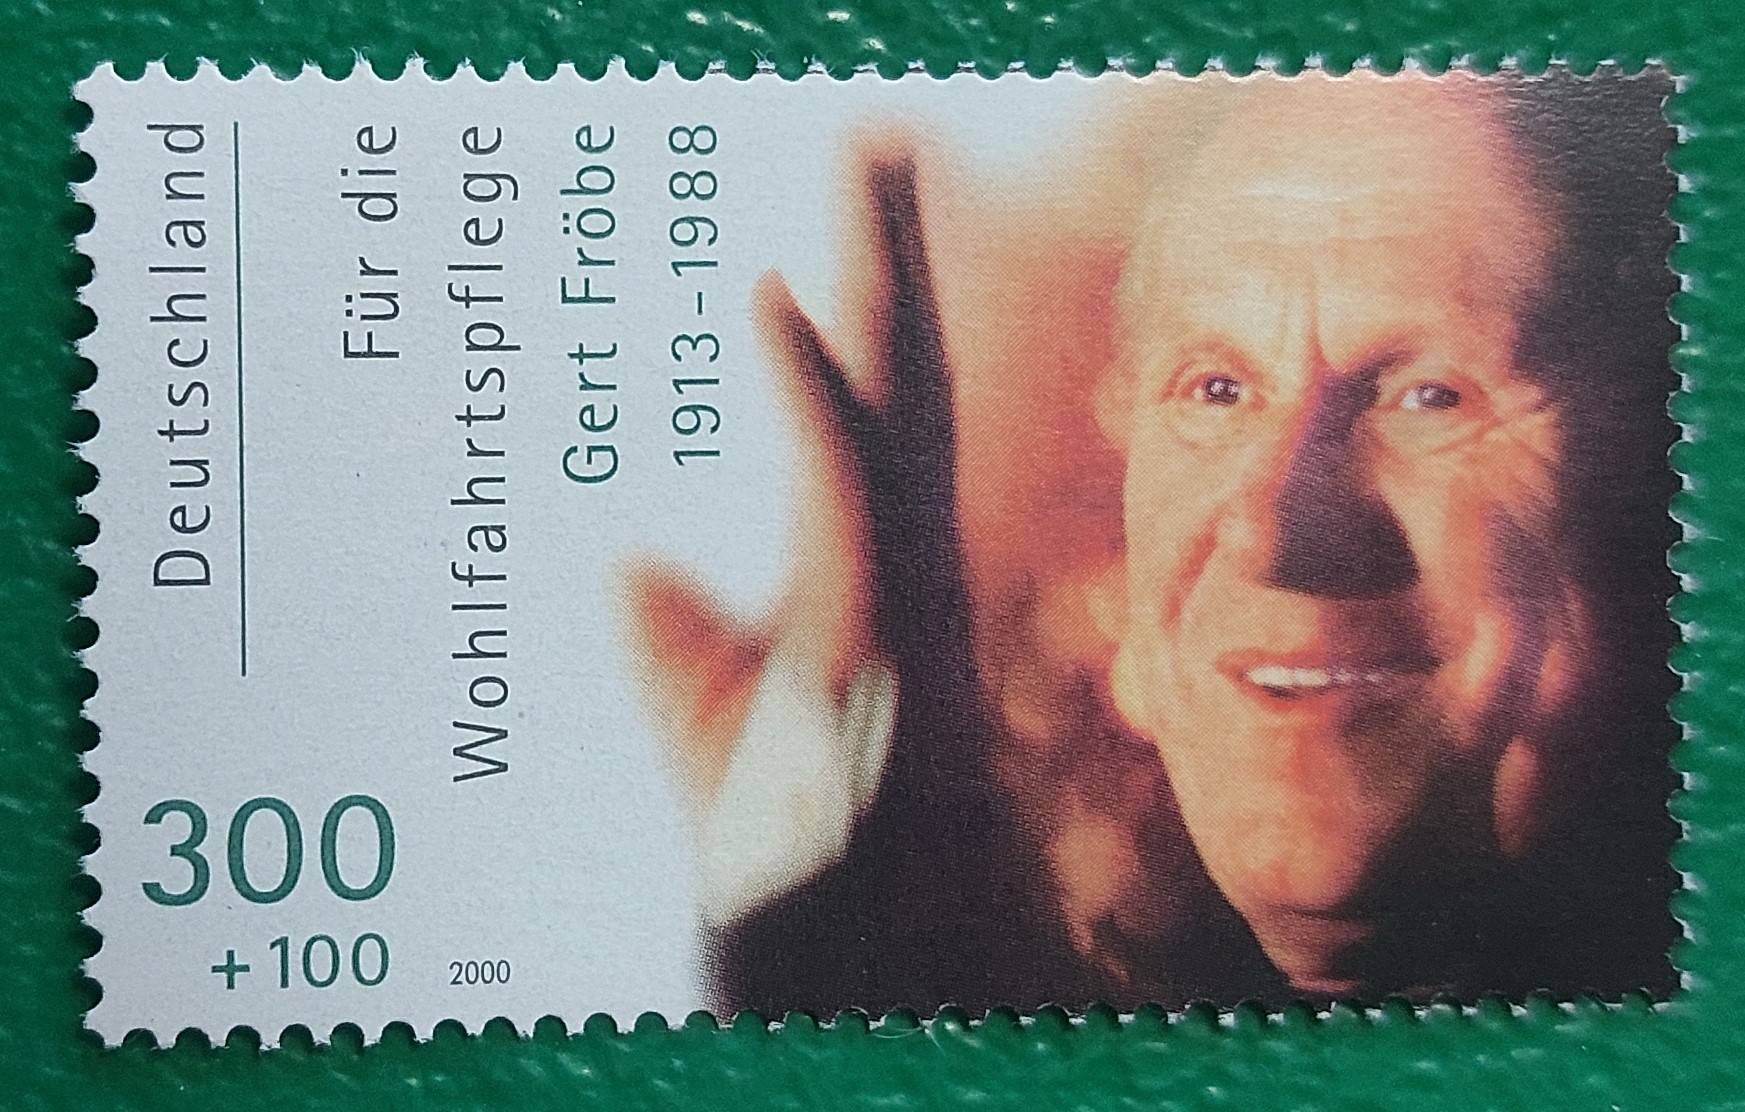 Deutschland
Für die
Wohlfahrtspflege
Gert Fröbe
1913–1988
300
+100
2000